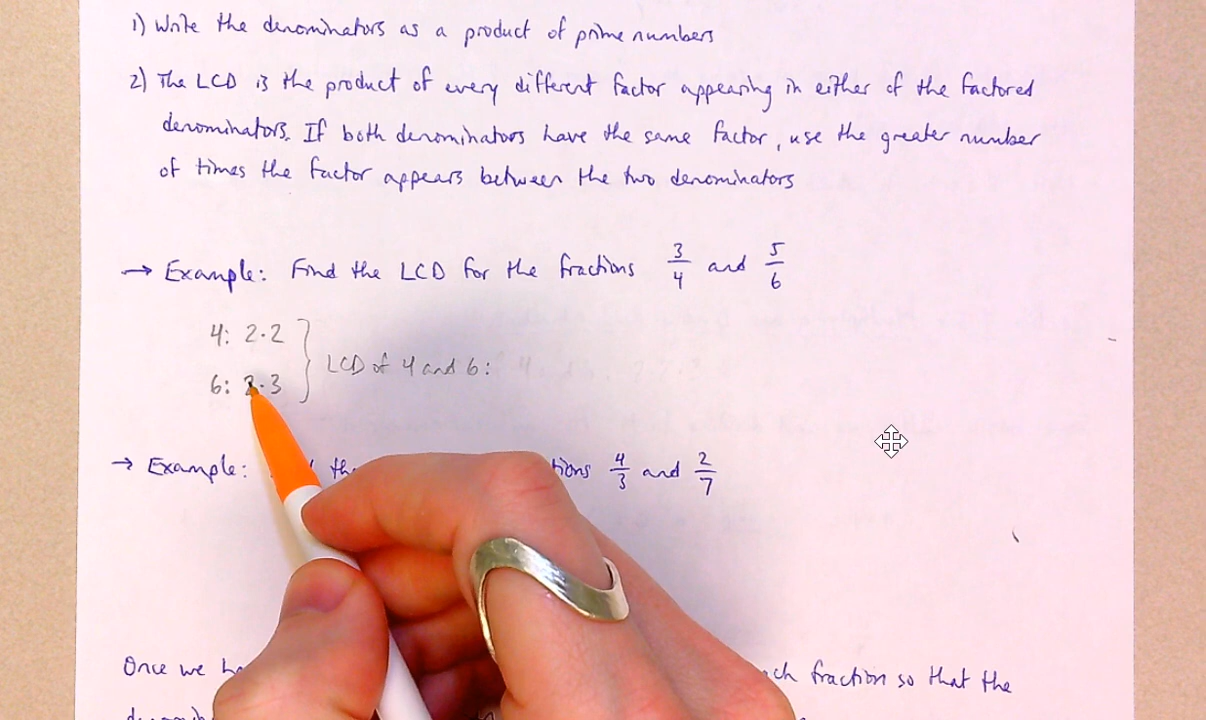 1) Write the denominators as a product of prime numbers
2) The LCD is the product of every different factor appearing in either of the factored
denominators. If both denominators have the same factor, use the greater number
of times the factor appears between the two denominators
→ Example: Find the LCD for the fractions 3/4 and 5/6
4: 2·2
6: 2·3
} LCD of 4 and 6:
→ Example: 4/3 and 2/7
Once we fraction so that the